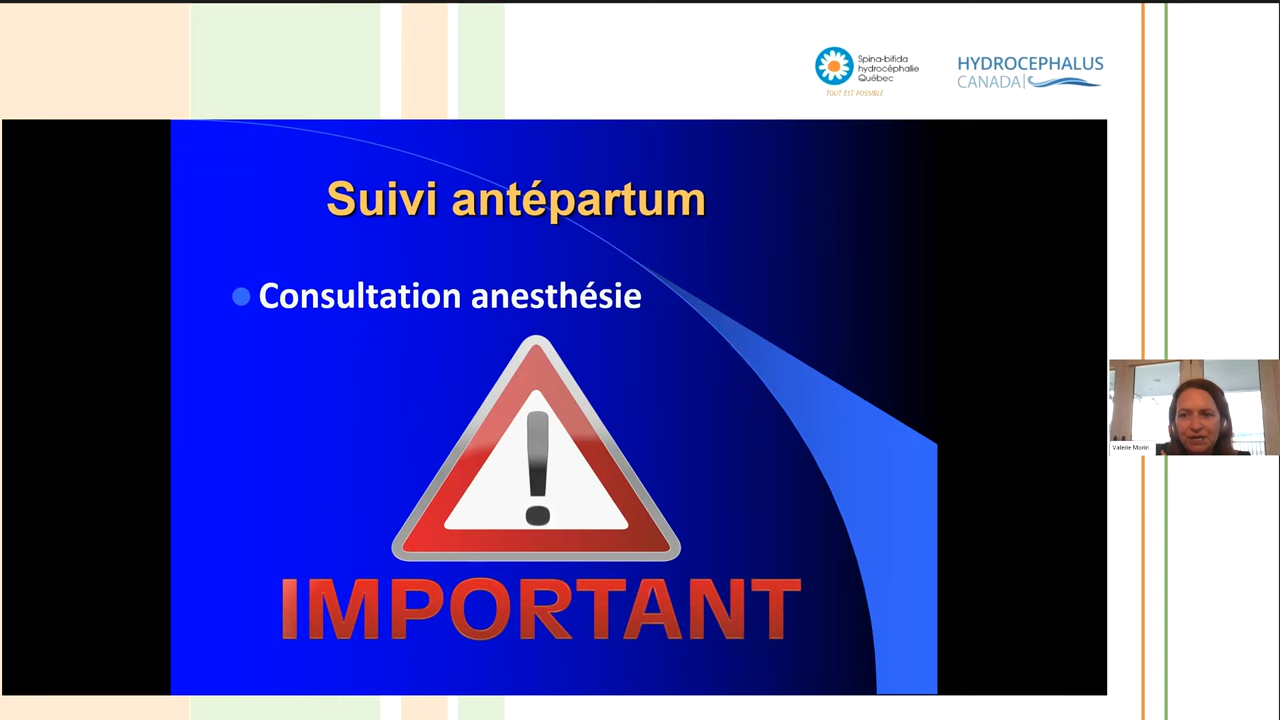 Spina-bifida
hydrocéphalie
Québec
TOUT EST POSSIBLE
HYDROCEPHALUS
CANADA
Suivi antépartum
Consultation anesthésie
!
IMPORTANT
Valérie Morin